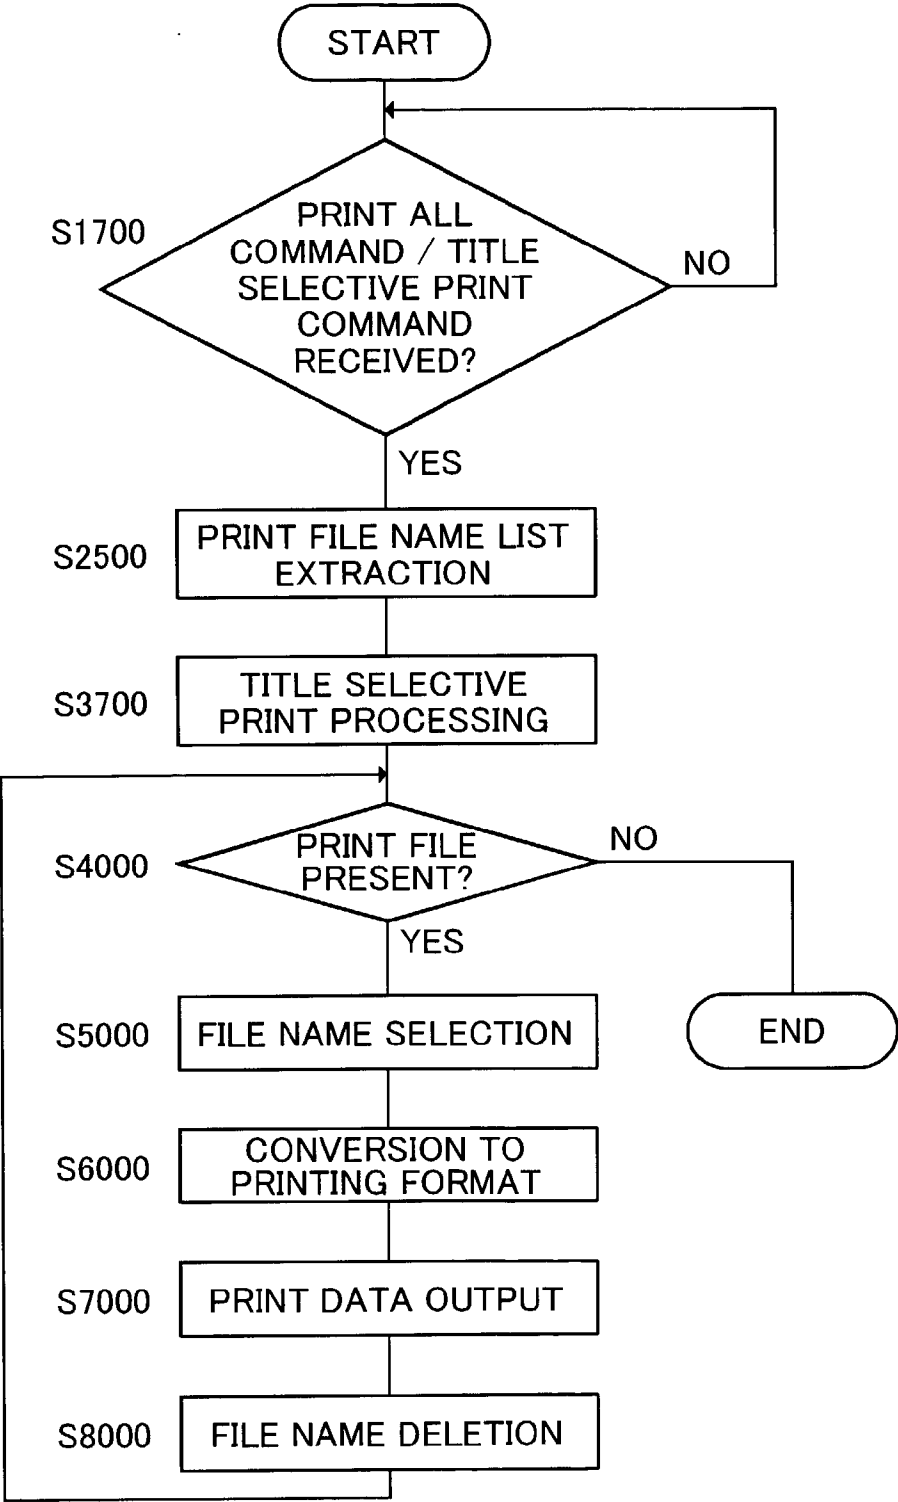 START
S1700
PRINT ALL
COMMAND / TITLE
SELECTIVE PRINT
COMMAND
RECEIVED?
NO
YES
S2500
PRINT FILE NAME LIST
EXTRACTION
S3700
TITLE SELECTIVE
PRINT PROCESSING
S4000
PRINT FILE
PRESENT?
NO
YES
S5000
FILE NAME SELECTION
END
S6000
CONVERSION TO
PRINTING FORMAT
S7000
PRINT DATA OUTPUT
S8000
FILE NAME DELETION